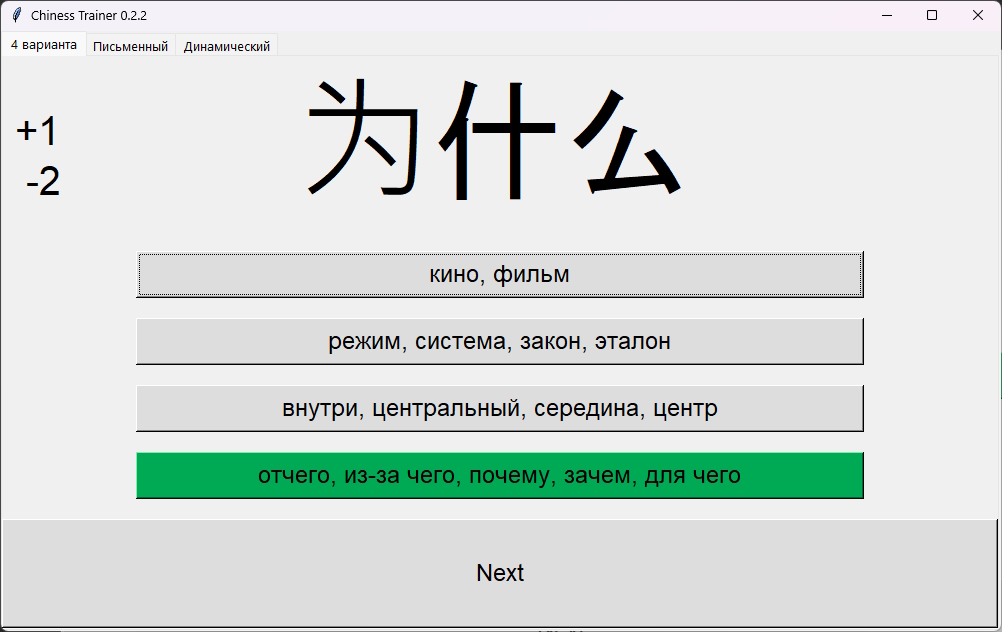 Chiness Trainer 0.2.2
4 варианта Письменный Динамический
为什么
+1
-2
кино, фильм
режим, система, закон, эталон
внутри, центральный, середина, центр
отчего, из-за чего, почему, зачем, для чего
Next